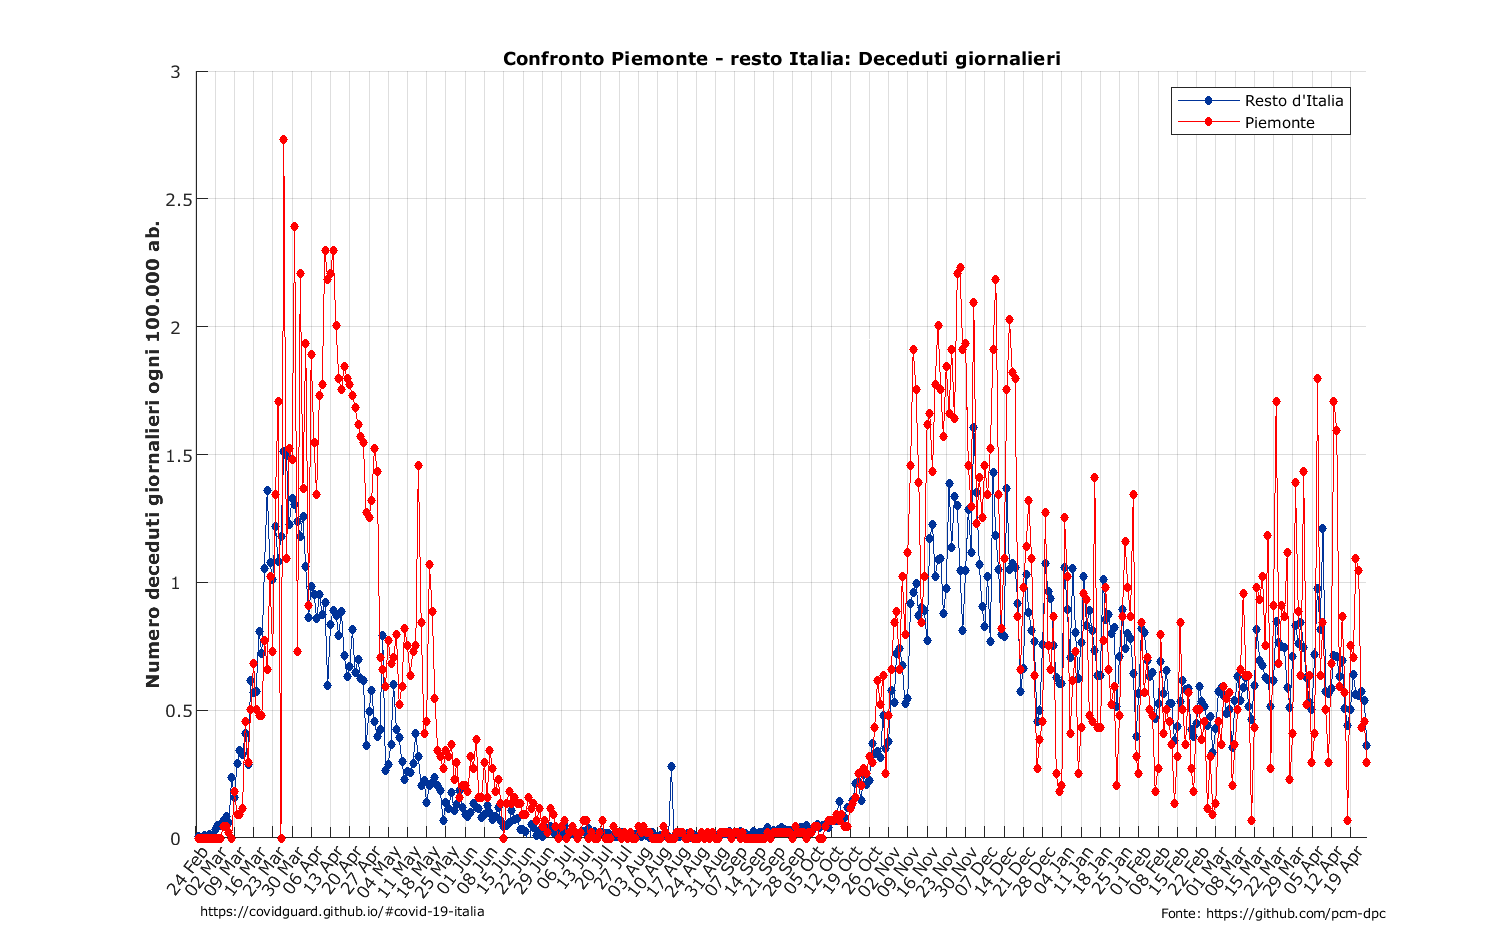 Confronto Piemonte - resto Italia: Deceduti giornalieri
Resto d'Italia
Piemonte
Numero deceduti giornalieri ogni 100.000 ab.
3
2.5
2
1.5
1
0.5
0
24 Feb
02 Mar
09 Mar
16 Mar
23 Mar
30 Mar
06 Apr
13 Apr
20 Apr
27 Apr
04 May
11 May
18 May
25 May
01 Jun
08 Jun
15 Jun
22 Jun
29 Jun
06 Jul
13 Jul
20 Jul
27 Jul
03 Aug
10 Aug
17 Aug
24 Aug
31 Aug
07 Sep
14 Sep
21 Sep
28 Sep
05 Oct
12 Oct
19 Oct
26 Oct
02 Nov
09 Nov
16 Nov
23 Nov
30 Nov
07 Dec
14 Dec
21 Dec
28 Dec
04 Jan
11 Jan
18 Jan
25 Jan
01 Feb
08 Feb
15 Feb
22 Feb
01 Mar
08 Mar
15 Mar
22 Mar
29 Mar
05 Apr
12 Apr
19 Apr
https://covidguard.github.io/#covid-19-italia
Fonte: https://github.com/pcm-dpc